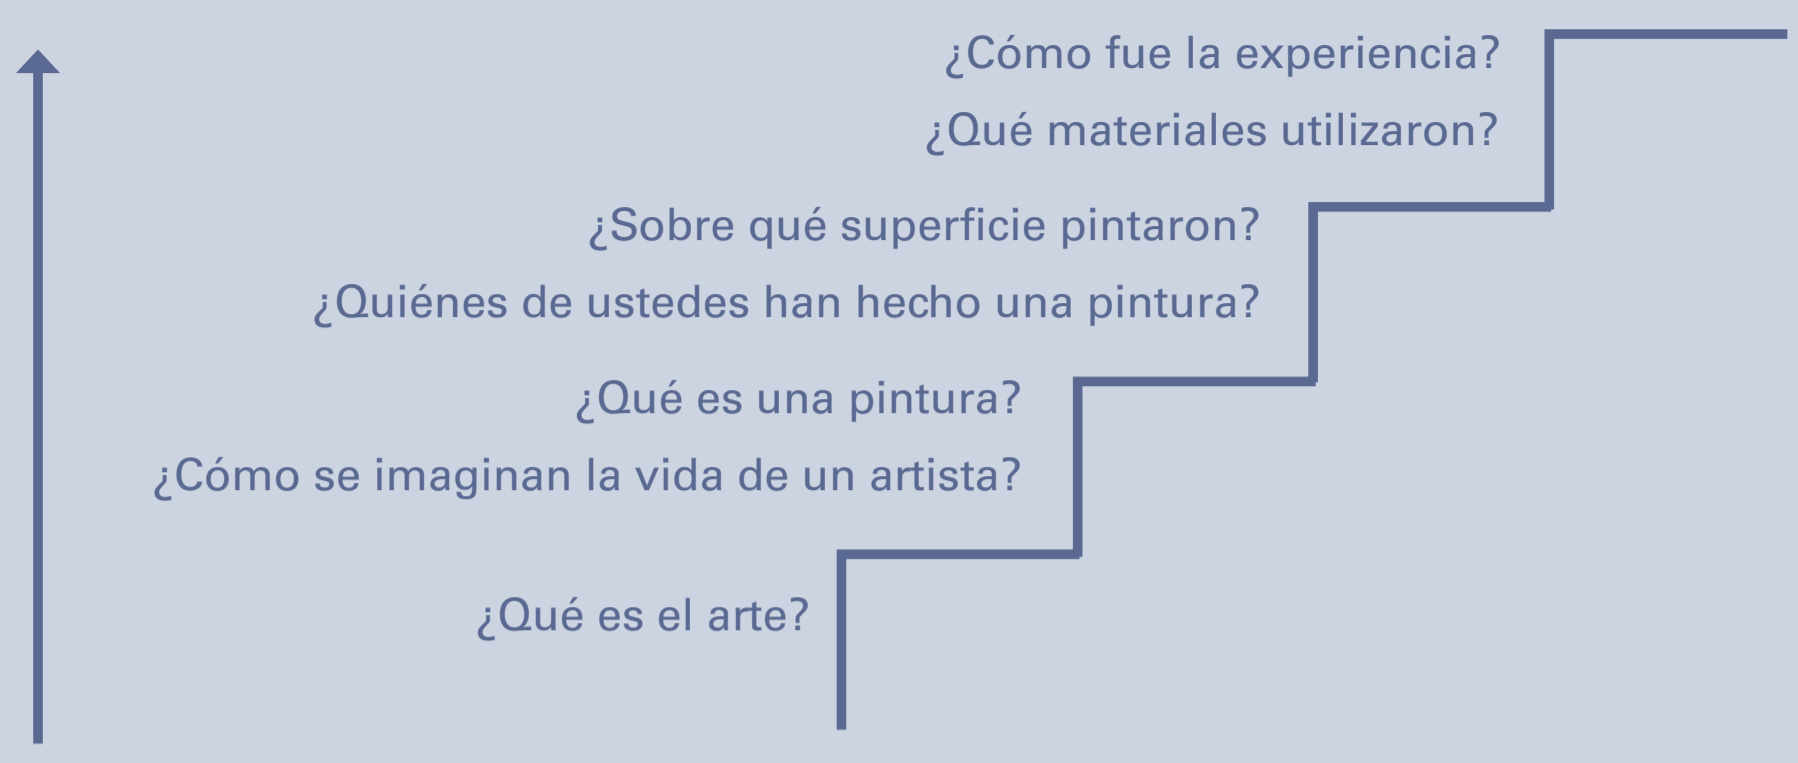 ¿Cómo fue la experiencia?
¿Qué materiales utilizaron?
¿Sobre qué superficie pintaron?
¿Quiénes de ustedes han hecho una pintura?
¿Qué es una pintura?
¿Cómo se imaginan la vida de un artista?
¿Qué es el arte?